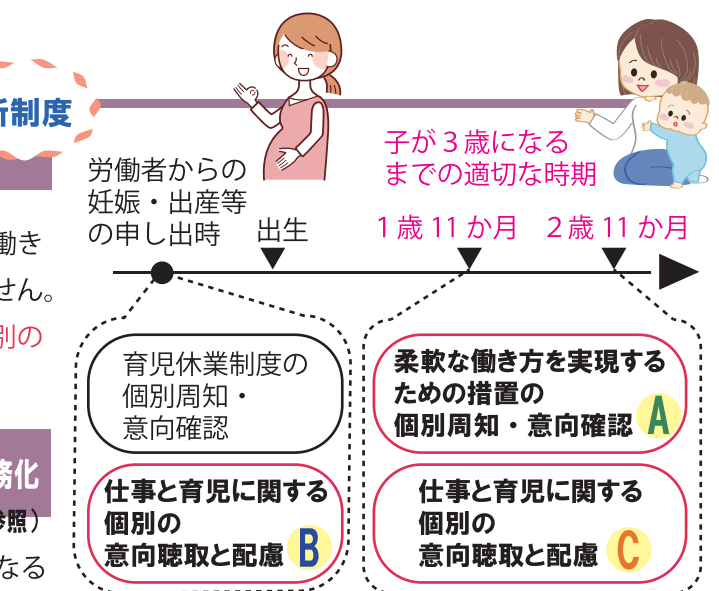 新制度
労働者からの
妊娠・出産等
の申し出時
出生
子が3歳になる
までの適切な時期
1歳11か月
2歳11か月
働き
せん。
別の
務化
参照）
なる
育児休業制度の
個別周知・
意向確認
柔軟な働き方を実現する
ための措置の
個別周知・意向確認 A
仕事と育児に関する
個別の
意向聴取と配慮 B
仕事と育児に関する
個別の
意向聴取と配慮 C